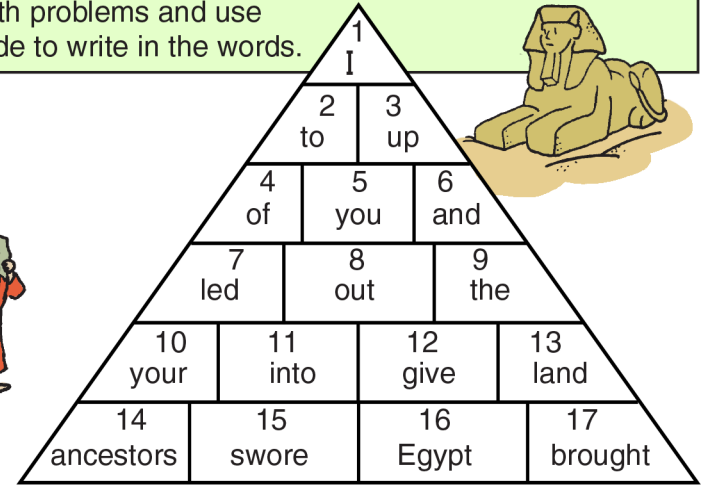 th problems and use
de to write in the words.
1
I
2 3
to up
4 5 6
of you and
7 8 9
led out the
10 11 12 13
your into give land
14 15 16 17
ancestors swore Egypt brought